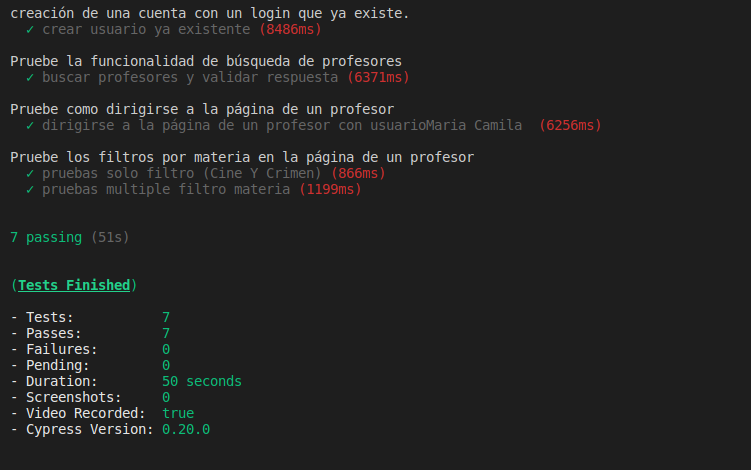 creación de una cuenta con un login que ya existe.
✓ crear usuario ya existente (8486ms)
Pruebe la funcionalidad de búsqueda de profesores
✓ buscar profesores y validar respuesta (6371ms)
Pruebe como dirigirse a la página de un profesor
✓ dirigirse a la página de un profesor con usuarioMaria Camila  (6256ms)
Pruebe los filtros por materia en la página de un profesor
✓ pruebas solo filtro (Cine Y Crimen) (866ms)
✓ pruebas multiple filtro materia (1199ms)
7 passing (51s)
(Tests Finished)
- Tests: 7
- Passes: 7
- Failures: 0
- Pending: 0
- Duration: 50 seconds
- Screenshots: 0
- Video Recorded: true
- Cypress Version: 0.20.0